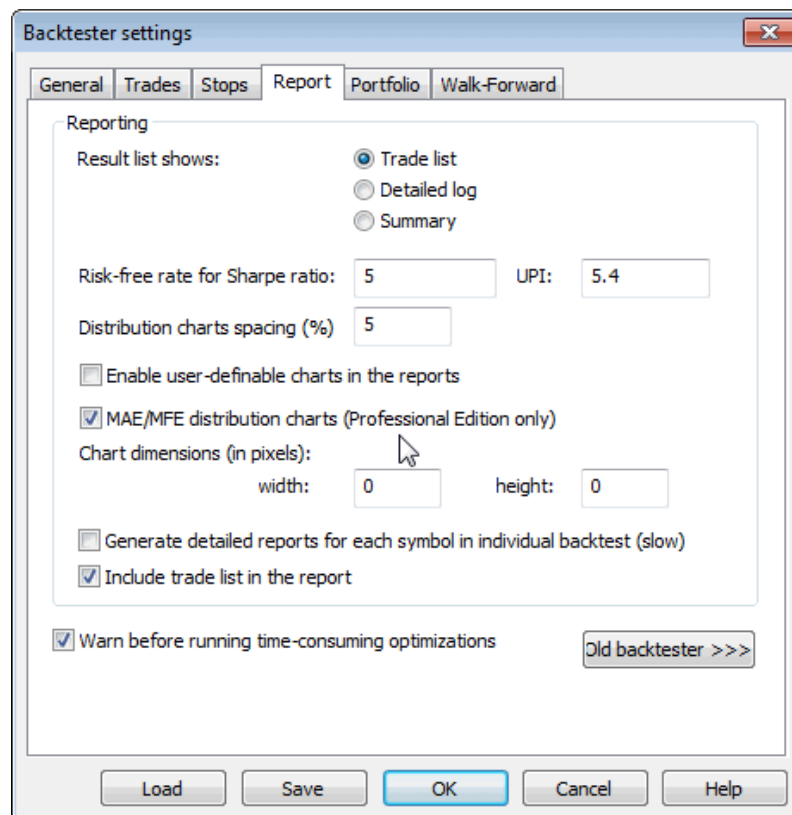 Backtester settings
General Trades Stops Report Portfolio Walk-Forward
Reporting
Result list shows: Trade list
Detailed log
Summary
Risk-free rate for Sharpe ratio: 5 UPI: 5.4
Distribution charts spacing (%) 5
Enable user-definable charts in the reports
MAE/MFE distribution charts (Professional Edition only)
Chart dimensions (in pixels):
width: 0 height: 0
Generate detailed reports for each symbol in individual backtest (slow)
Include trade list in the report
Warn before running time-consuming optimizations
Old backtester >>>
Load Save OK Cancel Help